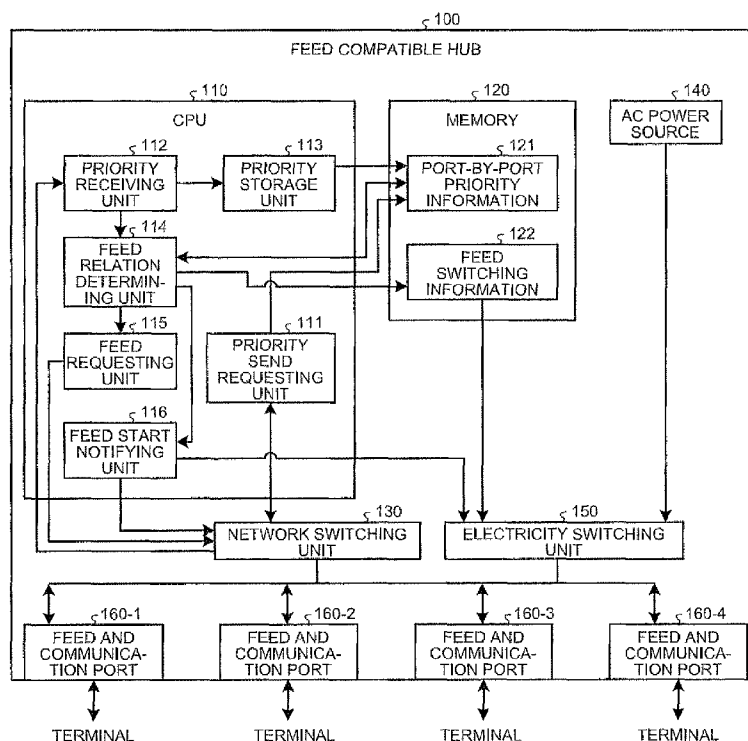 100
FEED COMPATIBLE HUB
110
CPU
120
MEMORY
140
AC POWER
SOURCE
112
PRIORITY
RECEIVING
UNIT
113
PRIORITY
STORAGE
UNIT
121
PORT-BY-PORT
PRIORITY
INFORMATION
114
FEED
RELATION
DETERMIN-
ING UNIT
122
FEED
SWITCHING
INFORMATION
115
FEED
REQUESTING
UNIT
111
PRIORITY
SEND
REQUESTING
UNIT
116
FEED START
NOTIFYING
UNIT
130
NETWORK SWITCHING
UNIT
150
ELECTRICITY SWITCHING
UNIT
160-1
FEED AND
COMMUNICA-
TION PORT
160-2
FEED AND
COMMUNICA-
TION PORT
160-3
FEED AND
COMMUNICA-
TION PORT
160-4
FEED AND
COMMUNICA-
TION PORT
TERMINAL
TERMINAL
TERMINAL
TERMINAL